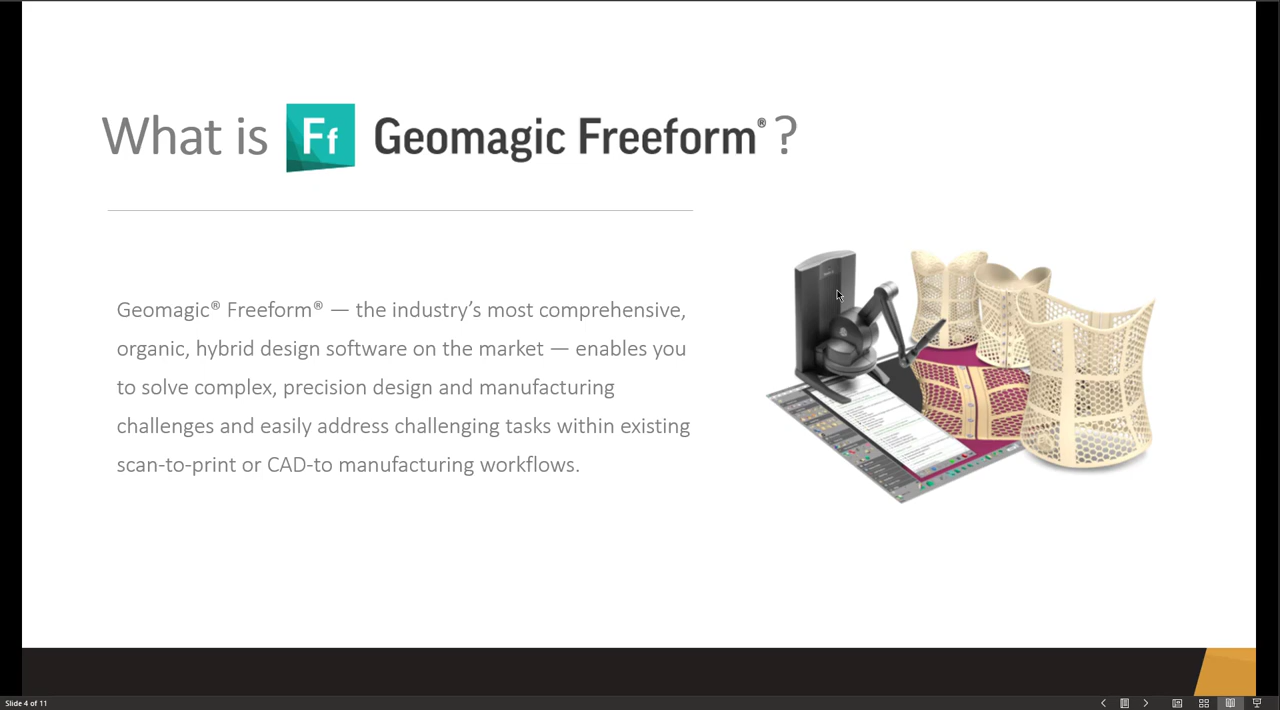 What is Ff Geomagic Freeform® ?
Geomagic® Freeform® — the industry’s most comprehensive,
organic, hybrid design software on the market — enables you
to solve complex, precision design and manufacturing
challenges and easily address challenging tasks within existing
scan-to-print or CAD-to manufacturing workflows.
Slide 4 of 11